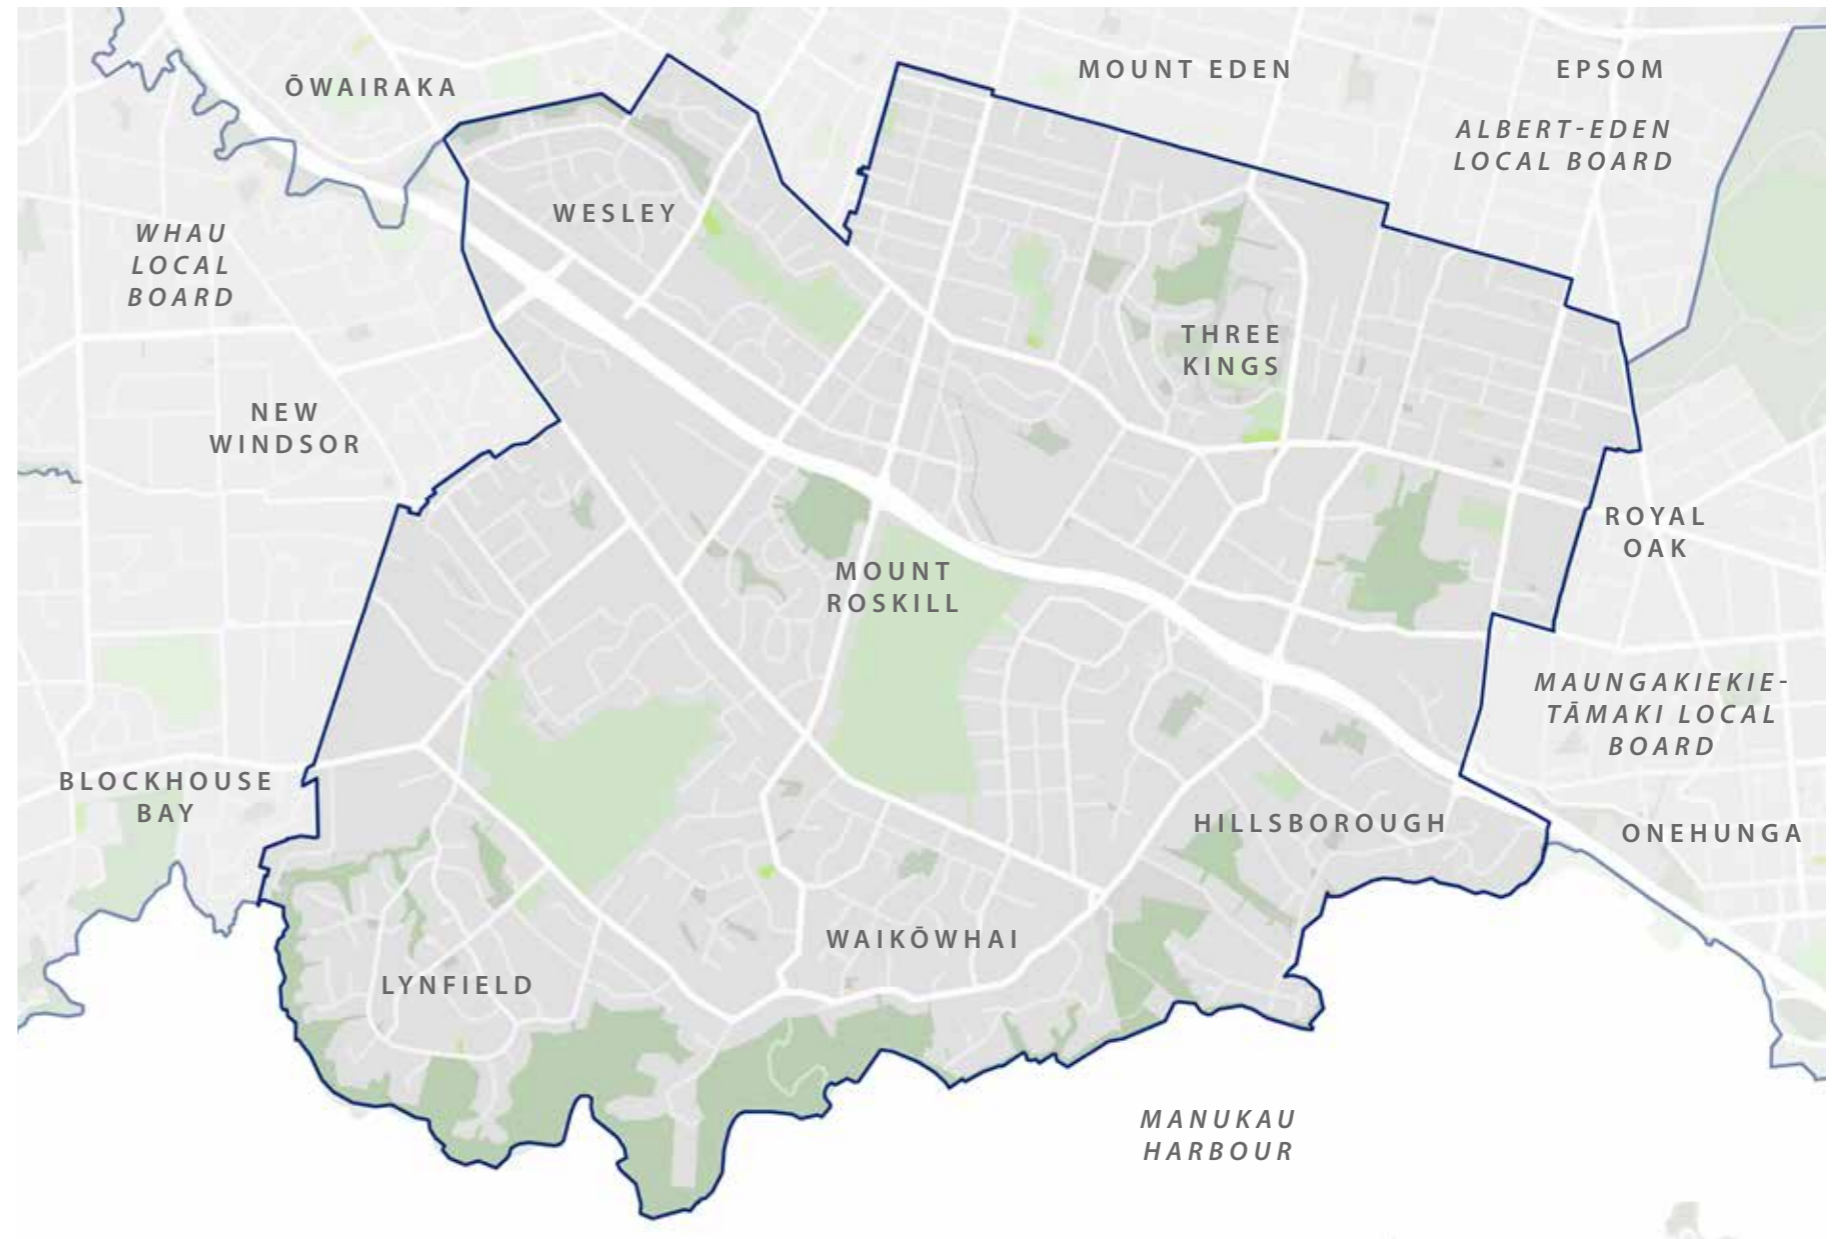 ŌWAIRAKA
MOUNT EDEN
EPSOM
ALBERT-EDEN
LOCAL BOARD
WESLEY
WHAU
LOCAL
BOARD
THREE
KINGS
NEW
WINDSOR
ROYAL
OAK
MOUNT
ROSKILL
MAUNGAKIEKIE-
TĀMAKI LOCAL
BOARD
BLOCKHOUSE
BAY
HILLSBOROUGH
ONEHUNGA
WAIKŌWHAI
LYNFIELD
MANUKAU
HARBOUR